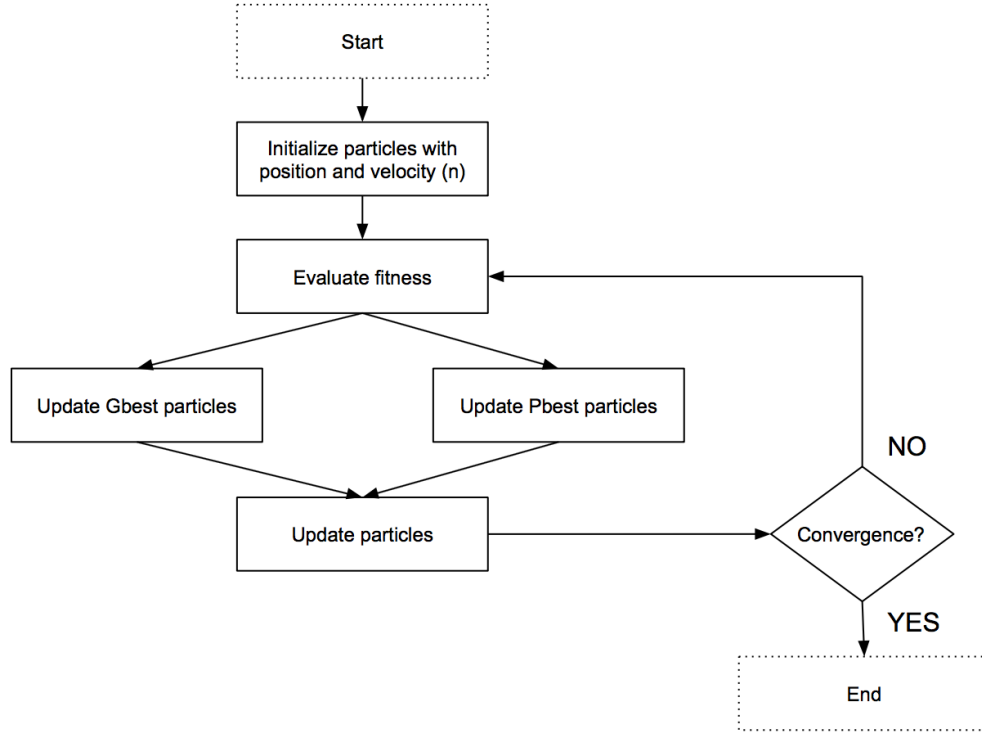 Start
Initialize particles with
position and velocity (n)
Evaluate fitness
Update Gbest particles
Update Pbest particles
NO
Update particles
Convergence?
YES
End